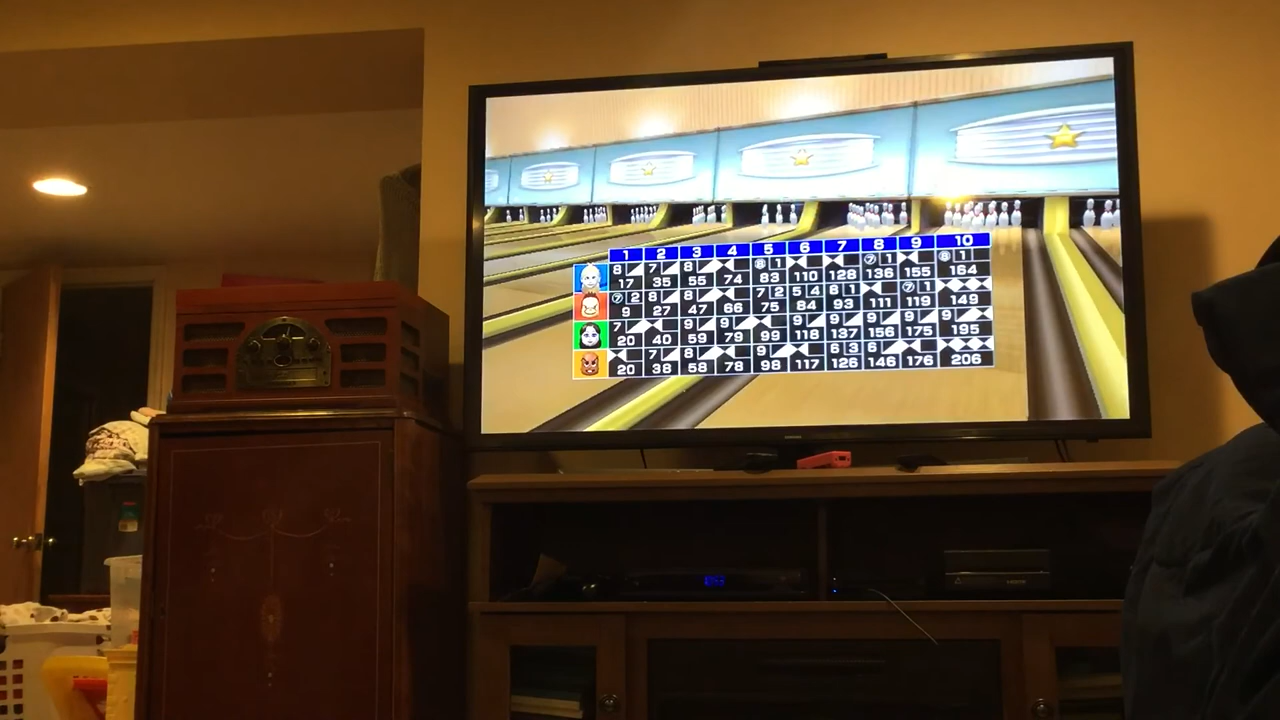 1 2 3 4 5 6 7 8 9 10
8 7 8 ⑧ 1 ⑦ 1 ⑧ 1
17 35 55 74 83 110 128 136 155 164
⑦ 2 8 8 7 2 5 4 8 1 ⑦ 1
9 27 47 66 75 84 93 111 119 149
7 9 9 9 9 9 9 9 9
20 40 59 79 99 118 137 156 175 195
7 8 9 6 3 6
20 38 58 78 98 117 126 146 176 206
SAMSUNG